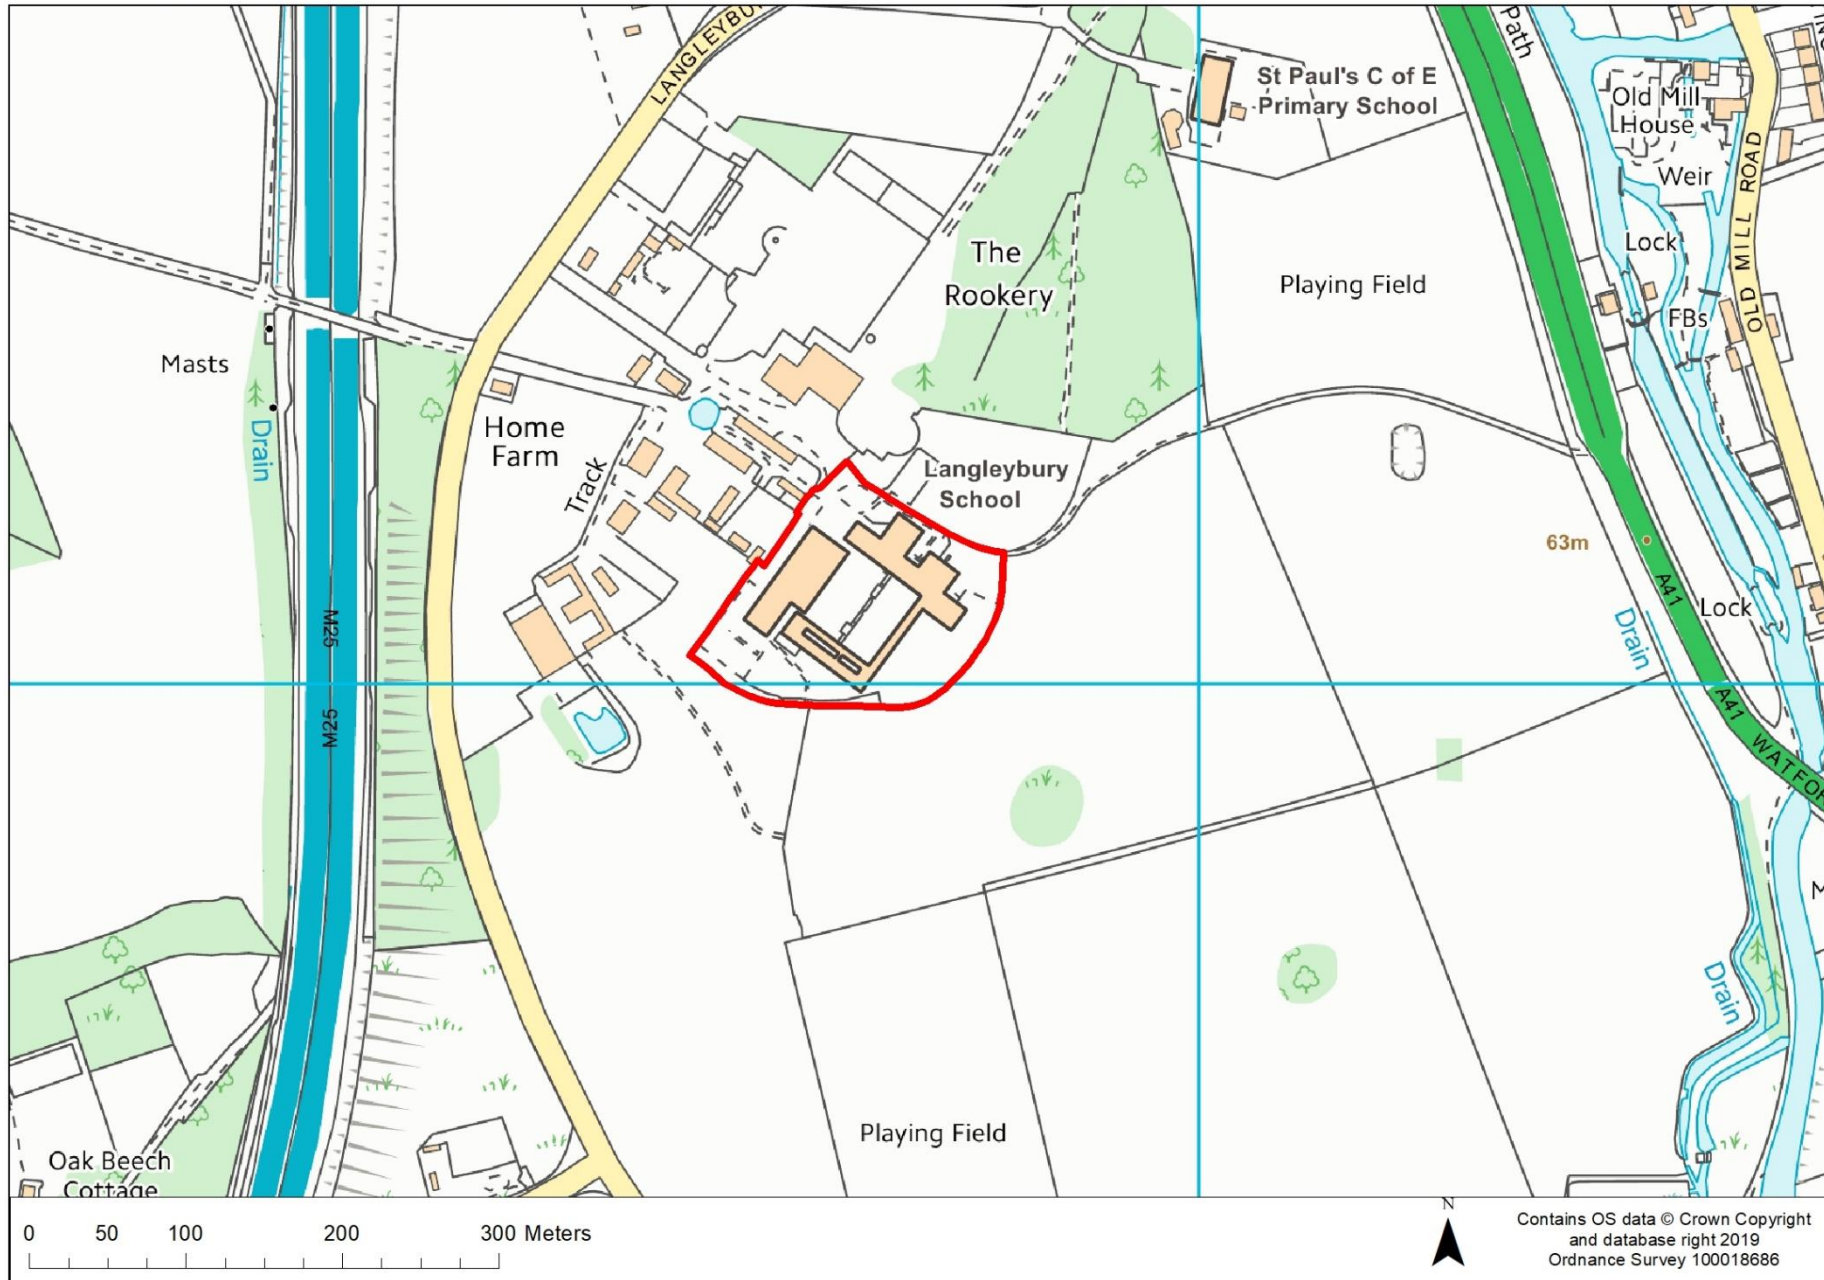 LANGLEYBU
Path
St Paul's C of E
Primary School
Old Mill
House
Weir
OLD MILL ROAD
Lock
FBs
The
Rookery
Playing Field
Masts
Drain
Home
Farm
Track
Langleybury
School
63m
A41
Lock
Drain
M25
M25
A41
WATFOR
M
Drain
Playing Field
Oak Beech
Cottage
0 50 100 200 300 Meters
N
Contains OS data © Crown Copyright
and database right 2019
Ordnance Survey 100018686